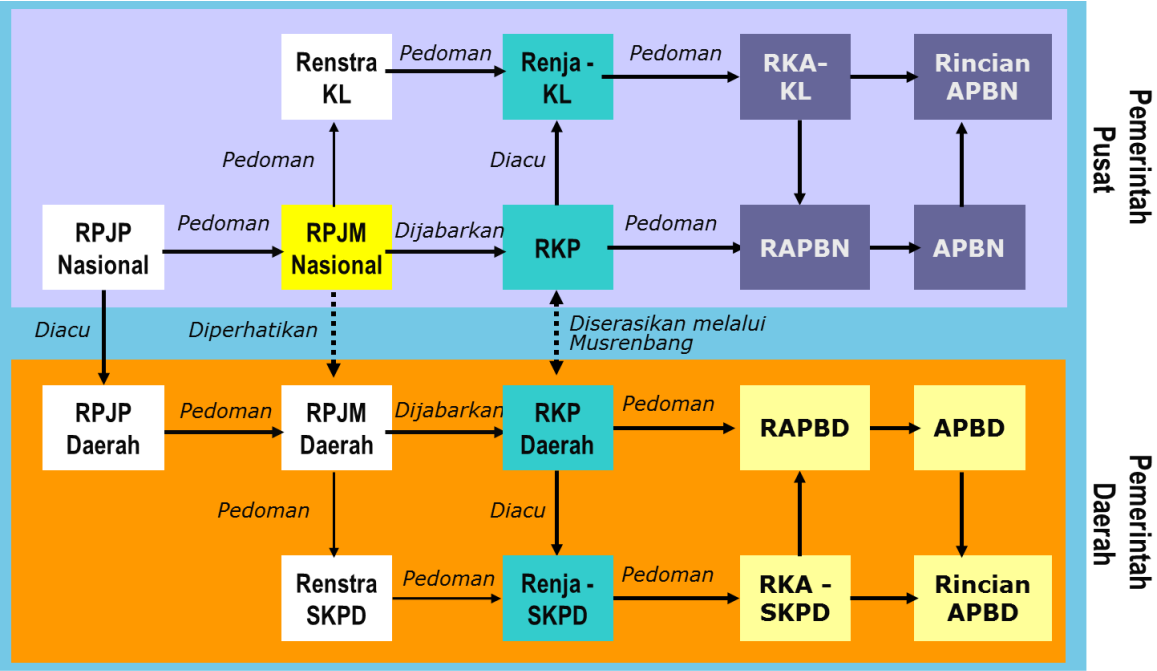 Pedoman
Pedoman
Renstra
KL
Renja -
KL
RKA–
KL
Rincian
APBN
Pedoman
Diacu
RPJP
Nasional
Pedoman
RPJM
Nasional
Dijabarkan
RKP
Pedoman
RAPBN
APBN
Pemerintah
Pusat
Diacu
Diperhatikan
Diserasikan melalui
Musrenbang
RPJP
Daerah
Pedoman
RPJM
Daerah
Dijabarkan
RKP
Daerah
Pedoman
RAPBD
APBD
Pedoman
Diacu
Renstra
SKPD
Pedoman
Renja -
SKPD
Pedoman
RKA –
SKPD
Rincian
APBD
Pemerintah
Daerah